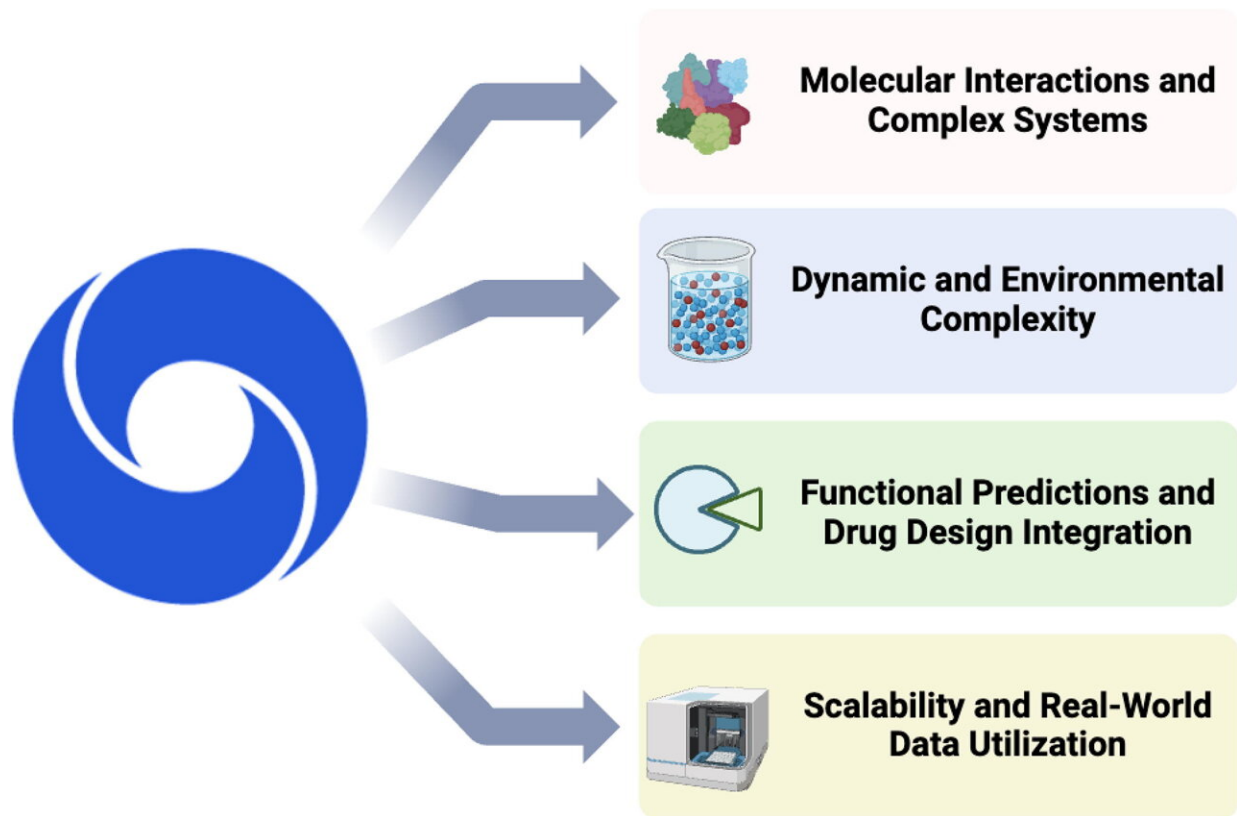 Molecular Interactions and
Complex Systems
Dynamic and Environmental
Complexity
Functional Predictions and
Drug Design Integration
Scalability and Real-World
Data Utilization